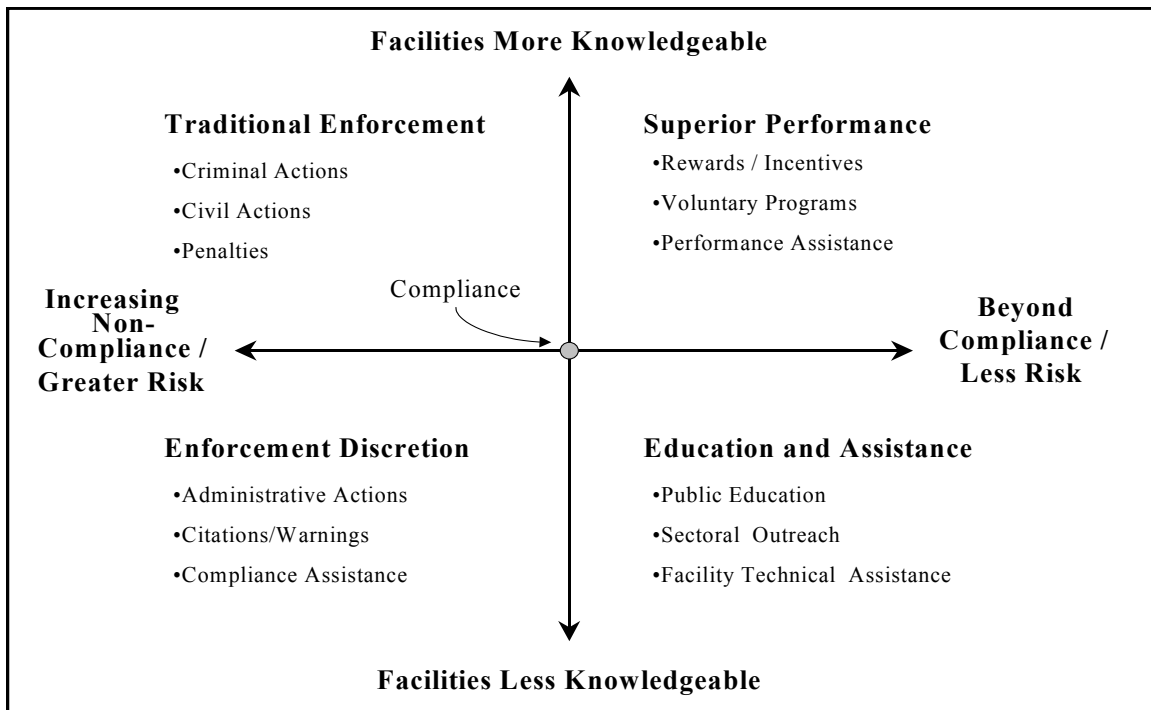 Facilities More Knowledgeable
Traditional Enforcement
•Criminal Actions
•Civil Actions
•Penalties
Superior Performance
•Rewards / Incentives
•Voluntary Programs
•Performance Assistance
Compliance
Increasing
Non-
Compliance /
Greater Risk
Beyond
Compliance /
Less Risk
Enforcement Discretion
•Administrative Actions
•Citations/Warnings
•Compliance Assistance
Education and Assistance
•Public Education
•Sectoral Outreach
•Facility Technical Assistance
Facilities Less Knowledgeable